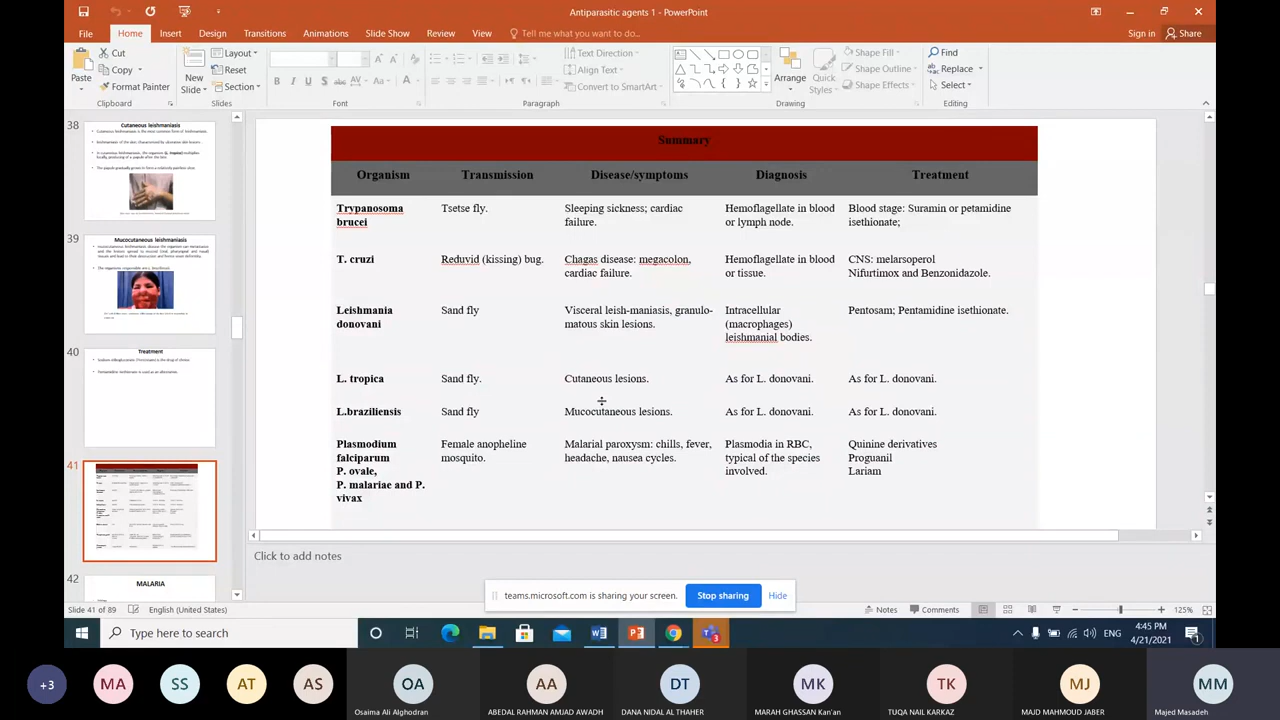 Antiparasitic agents 1 - PowerPoint
File Home Insert Design Transitions Animations Slide Show Review View Tell me what you want to do... Sign in Share
Paste
Cut
Copy
Format Painter
Clipboard
New Slide
Layout
Reset
Section
Slides
Font
Text Direction
Align Text
Convert to SmartArt
Paragraph
Arrange
Quick Styles
Shape Fill
Shape Outline
Shape Effects
Drawing
Find
Replace
Select
Editing
38
Cutaneous leishmaniasis
39
Mucocutaneous leishmaniasis
40
Treatment
41
42
MALARIA
Summary
Organism Transmission Disease/symptoms Diagnosis Treatment
Trypanosoma brucei
Tsetse fly.
Sleeping sickness; cardiac failure.
Hemoflagellate in blood or lymph node.
Blood stage: Suramin or petamidine isethionate;
T. cruzi
Reduvid (kissing) bug.
Chagas disease: megacolon, cardiac failure.
Hemoflagellate in blood or tissue.
CNS: melarsoperol
Nifurtimox and Benzonidazole.
Leishmania donovani
Sand fly
Visceral leish-maniasis, granulo-matous skin lesions.
Intracellular (macrophages) leishmanial bodies.
Pentosam; Pentamidine isethionate.
L. tropica
Sand fly.
Cutaneous lesions.
As for L. donovani.
As for L. donovani.
L.braziliensis
Sand fly
Mucocutaneous lesions.
As for L. donovani.
As for L. donovani.
Plasmodium falciparum
P. ovale,
P. malariae and P. vivax
Female anopheline mosquito.
Malarial paroxysm: chills, fever, headache, nausea cycles.
Plasmodia in RBC, typical of the species involved.
Quinine derivatives
Proguanil
Lariam
Click to add notes
teams.microsoft.com is sharing your screen. Stop sharing Hide
Slide 41 of 89 English (United States) Notes Comments 125%
Type here to search
ENG
4:45 PM
4/21/2021
+3 MA SS AT AS OA AA DT MK TK MJ MM
Osaima Ali Alghodran ABEDAL RAHMAN AMJAD AWADH DANA NIDAL AL THAHER MARAH GHASSAN Kan'an TUQA NAIL KARKAZ MAJD MAHMOUD JABER Majed Masadeh